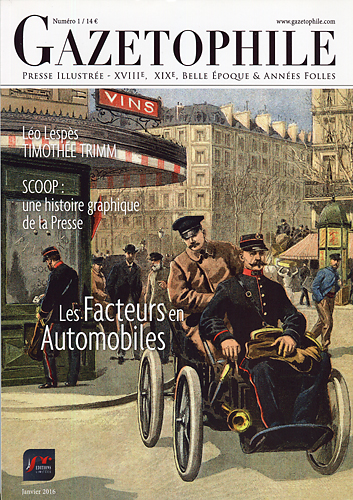 Numéro 1 / 14 €
www.gazetophile.com
GAZETOPHILE
PRESSE ILLUSTRÉE - XVIIIE, XIXE, BELLE ÉPOQUE & ANNÉES FOLLES
VINS
Léo Lespès
TIMOTHÉE TRIMM
SCOOP :
une histoire graphique
de la Presse
Les Facteurs en
Automobiles
EDITIONS
Janvier 2016